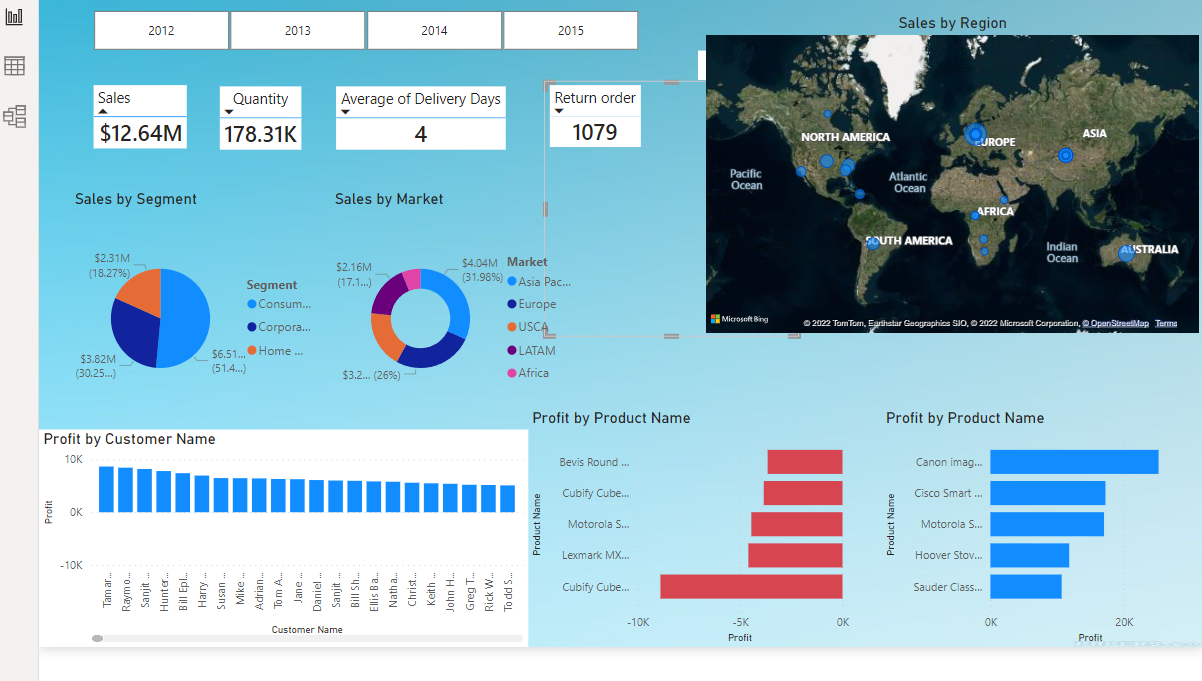 2012
2013
2014
2015
Sales by Region
Sales
$12.64M
Quantity
178.31K
Average of Delivery Days
4
Return order
1079
NORTH AMERICA
EUROPE
ASIA
Pacific
Ocean
Atlantic
Ocean
AFRICA
SOUTH AMERICA
Indian
Ocean
AUSTRALIA
Microsoft Bing
© 2022 TomTom, Earthstar Geographics SIO, © 2022 Microsoft Corporation, © OpenStreetMap Terms
Sales by Segment
$2.31M
(18.27%)
$3.82M
(30.25...)
$6.51...
(51.4...)
Segment
Consum...
Corpora...
Home ...
Sales by Market
$2.16M
(17.1...)
$4.04M
(31.98%)
$3.2... (26%)
Market
Asia Pac...
Europe
USCA
LATAM
Africa
Profit by Customer Name
10K
0K
-10K
Profit
Tamar...
Raymo...
Sanjit ...
Hunter...
Bill Epl...
Harry ...
Susan ...
Mike ...
Adrian...
Tom A...
Jane ...
Daniel ...
Sanjit ...
Bill Sh...
Ellis Ba...
Natha...
Christ...
Keith ...
John H...
Greg T...
Rick W...
Todd S...
Customer Name
Profit by Product Name
Product Name
Bevis Round ...
Cubify Cube...
Motorola S...
Lexmark MX...
Cubify Cube...
-10K
-5K
0K
Profit
Profit by Product Name
Product Name
Canon imag...
Cisco Smart ...
Motorola S...
Hoover Stov...
Sauder Class...
0K
20K
Profit